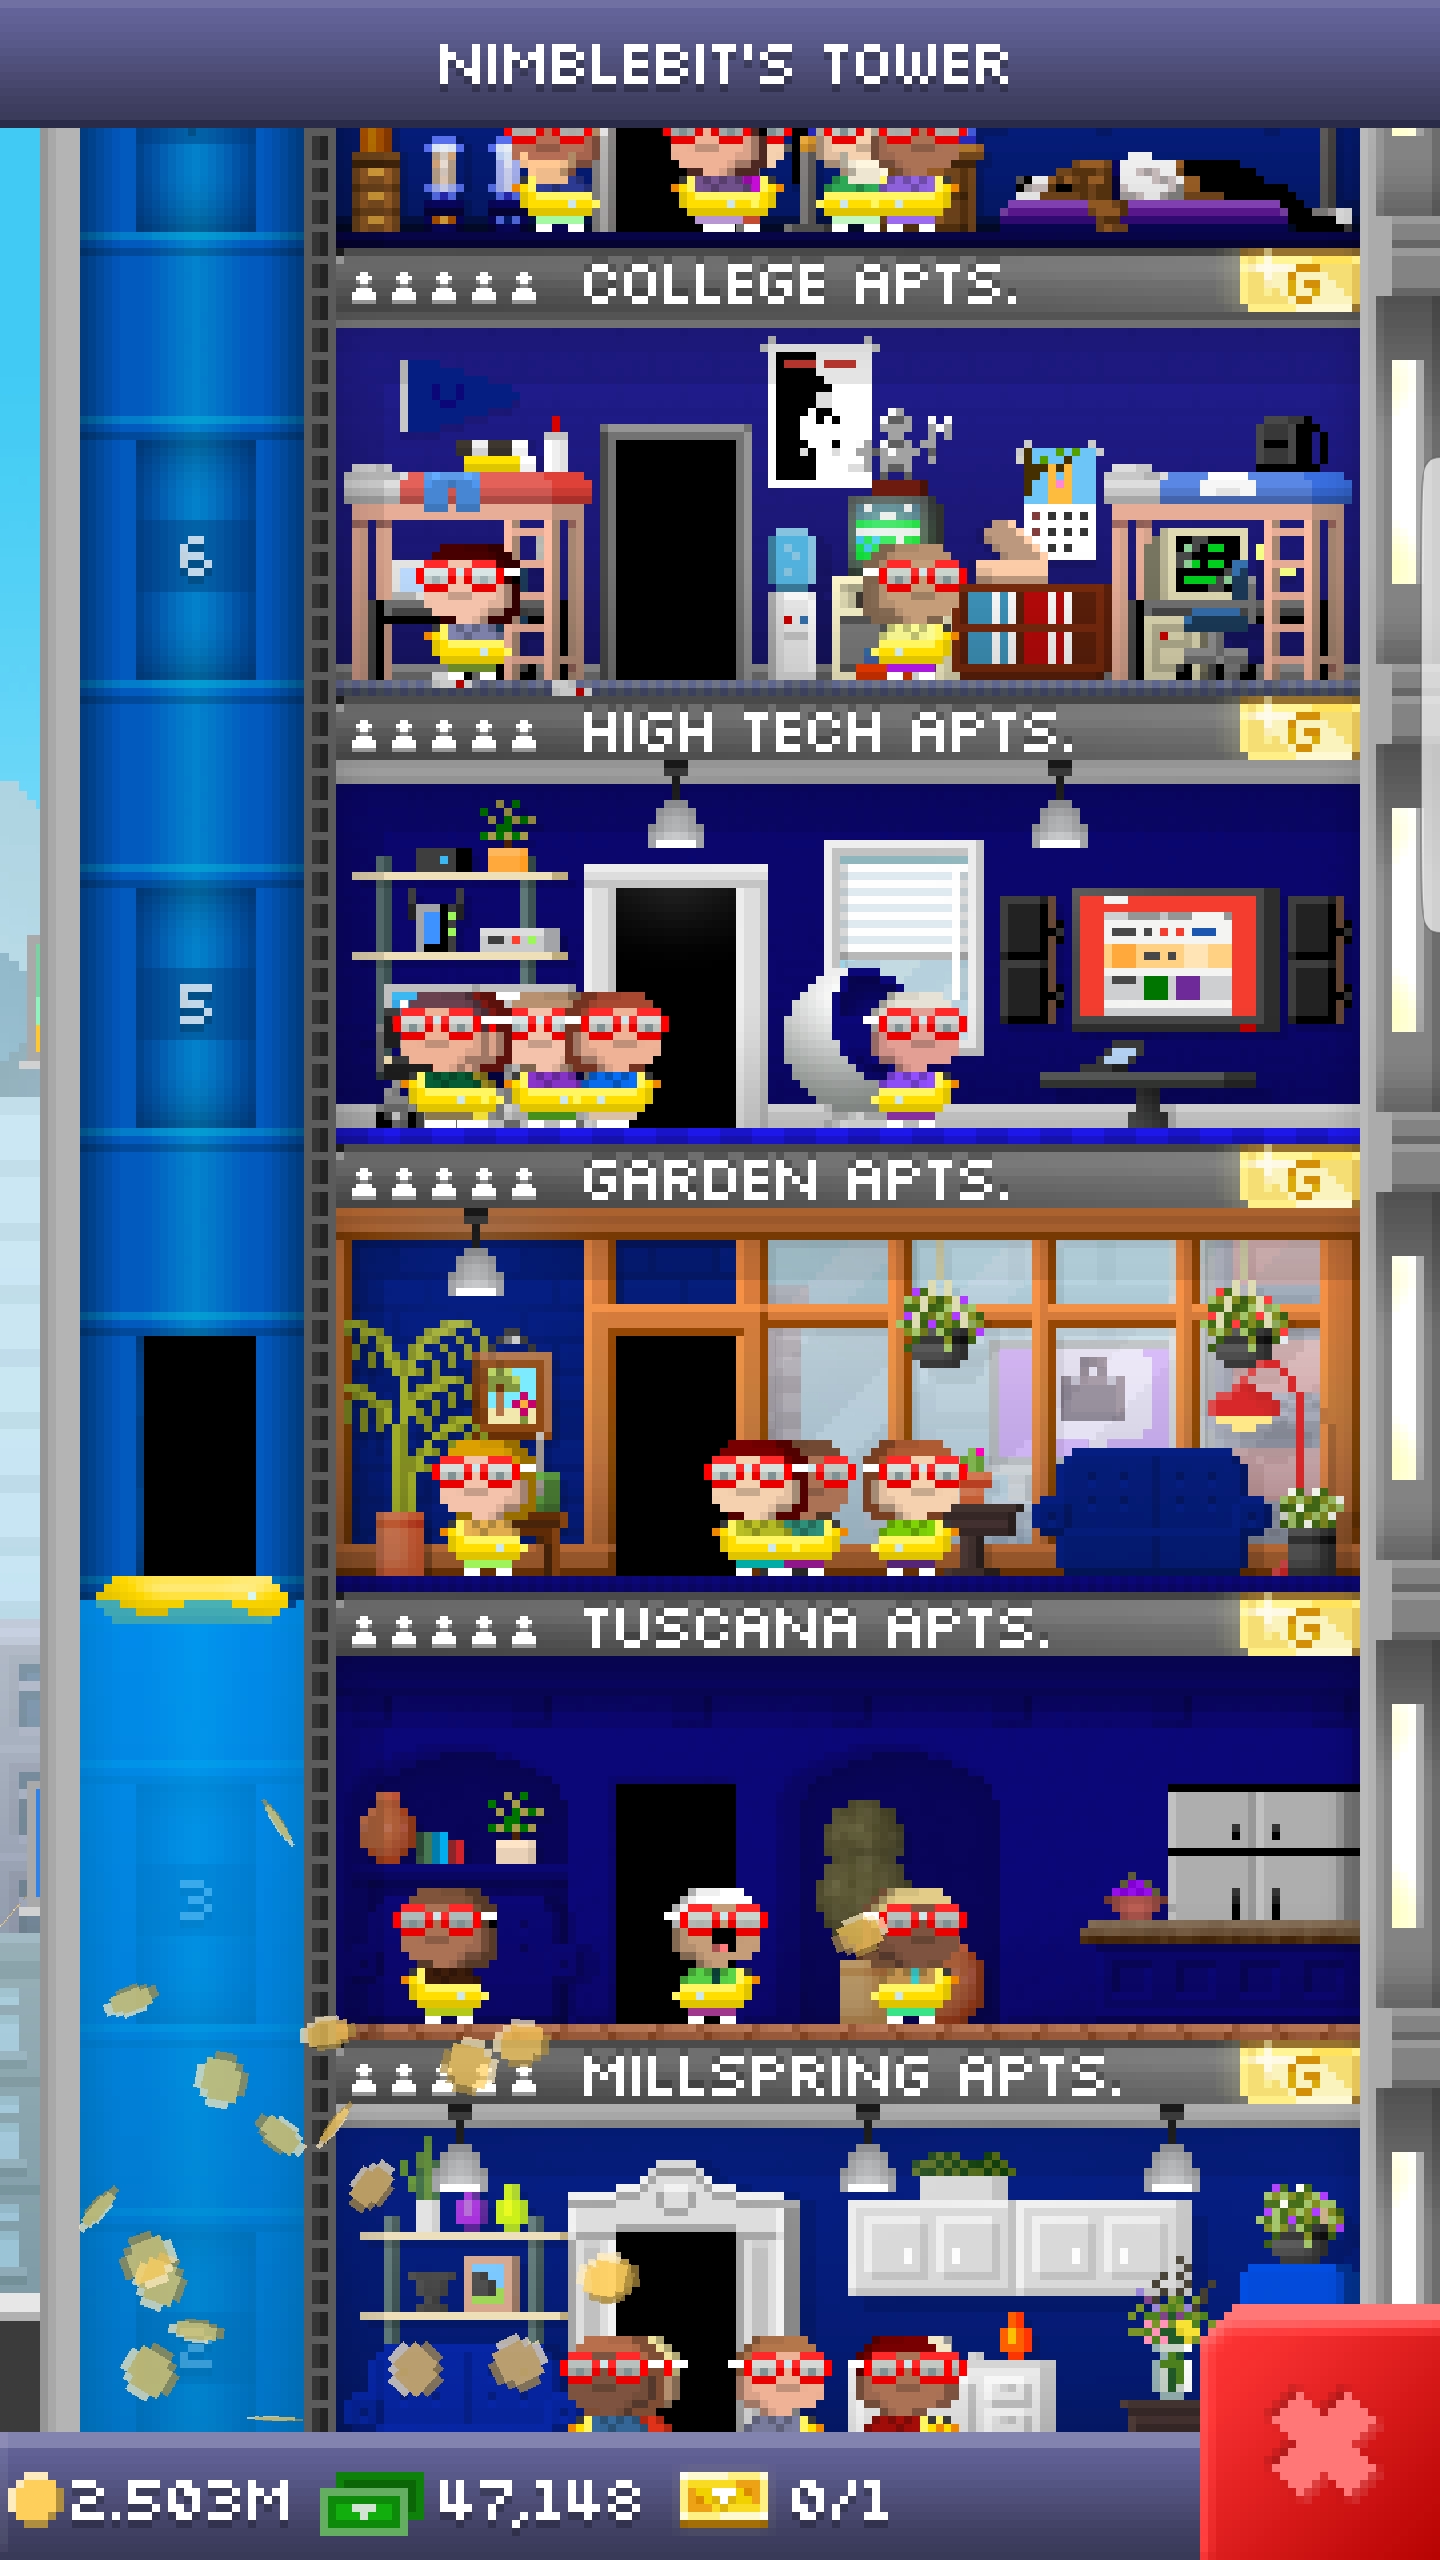 NIMBLEBIT'S TOWER
COLLEGE APTS. G
6
HIGH TECH APTS. G
5
GARDEN APTS. G
TUSCANA APTS. G
3
MILLSPRING APTS. G
2
2.503M 47,148 0/1